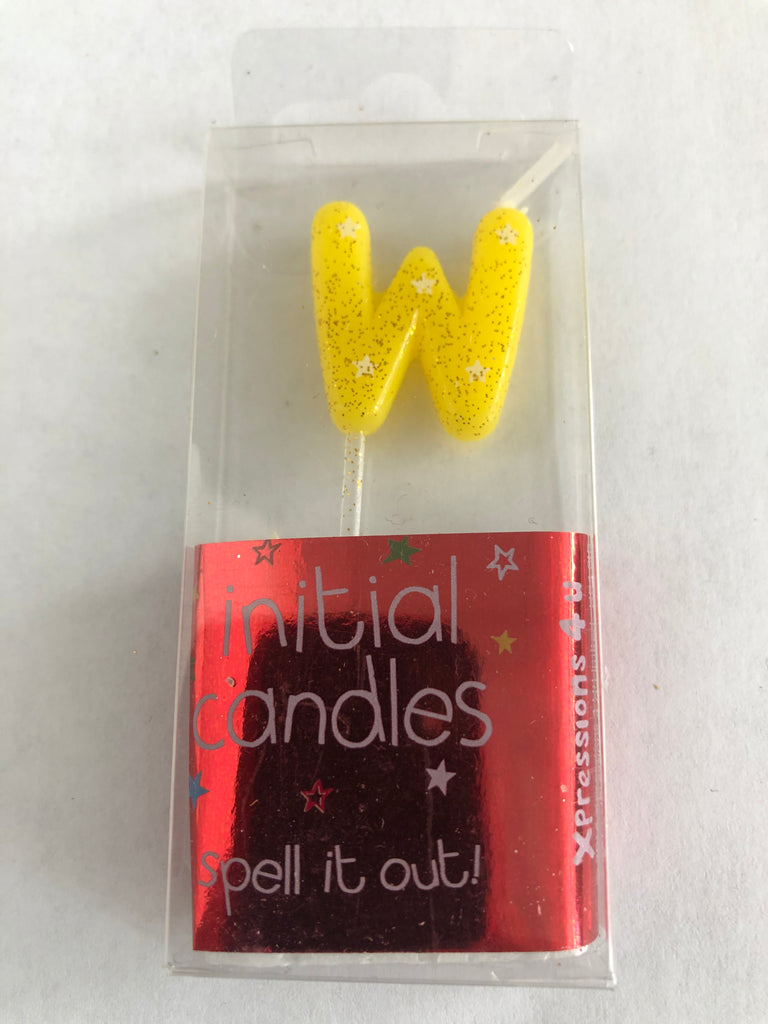 W
initial
candles
spell it out!
Xpressions 4 U